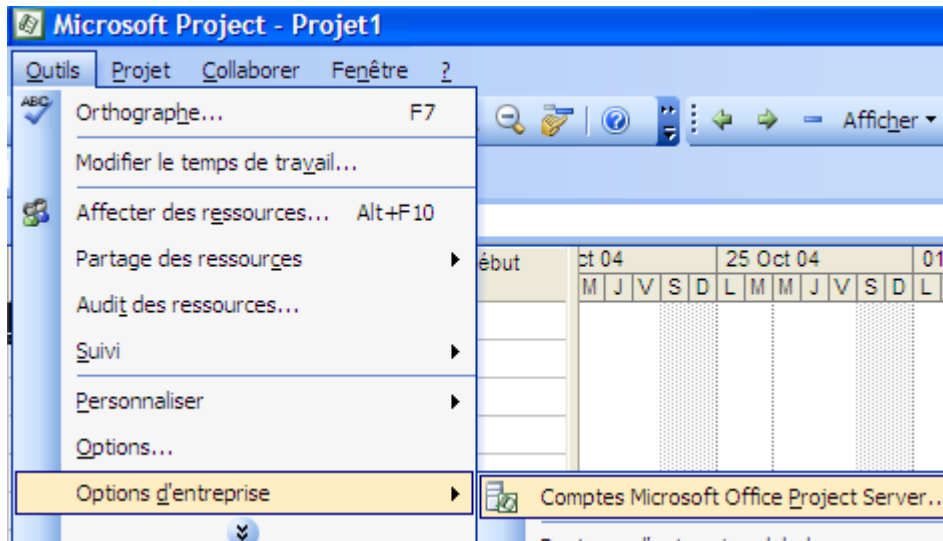 Microsoft Project - Projet1
Outils Projet Collaborer Fenêtre ?
ABC Orthographe... F7
Afficher
Modifier le temps de travail...
Affecter des ressources... Alt+F10
Partage des ressources
ébut ct 04 25 Oct 04 01
M J V S D L M M J V S D L
Audit des ressources...
Suivi
Personnaliser
Options...
Options d'entreprise
Comptes Microsoft Office Project Server..